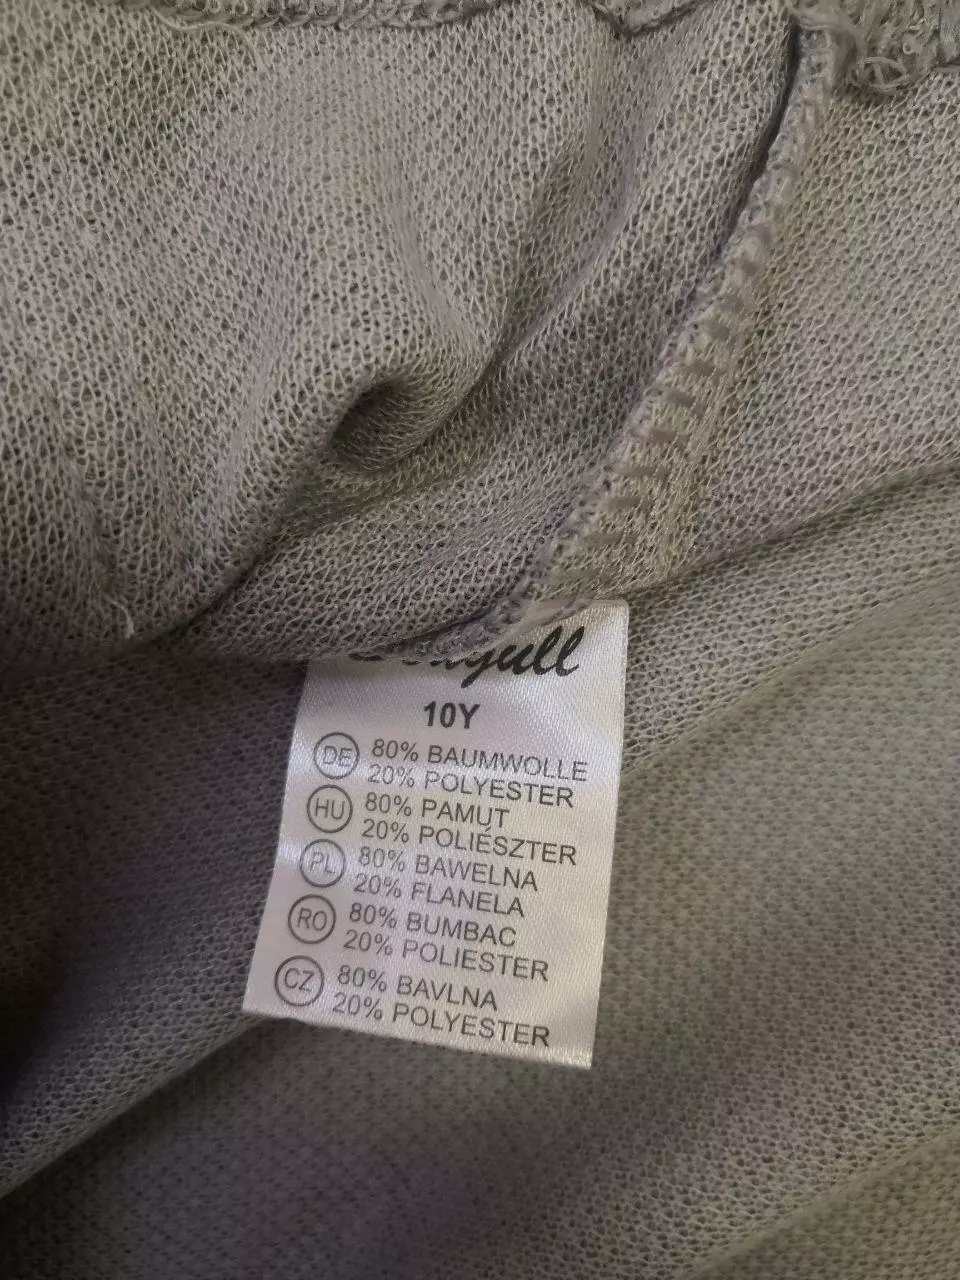 Seagull
10Y
DE 80% BAUMWOLLE
20% POLYESTER
HU 80% PAMUT
20% POLIÉSZTER
PL 80% BAWELNA
20% FLANELA
RO 80% BUMBAC
20% POLIESTER
CZ 80% BAVLNA
20% POLYESTER